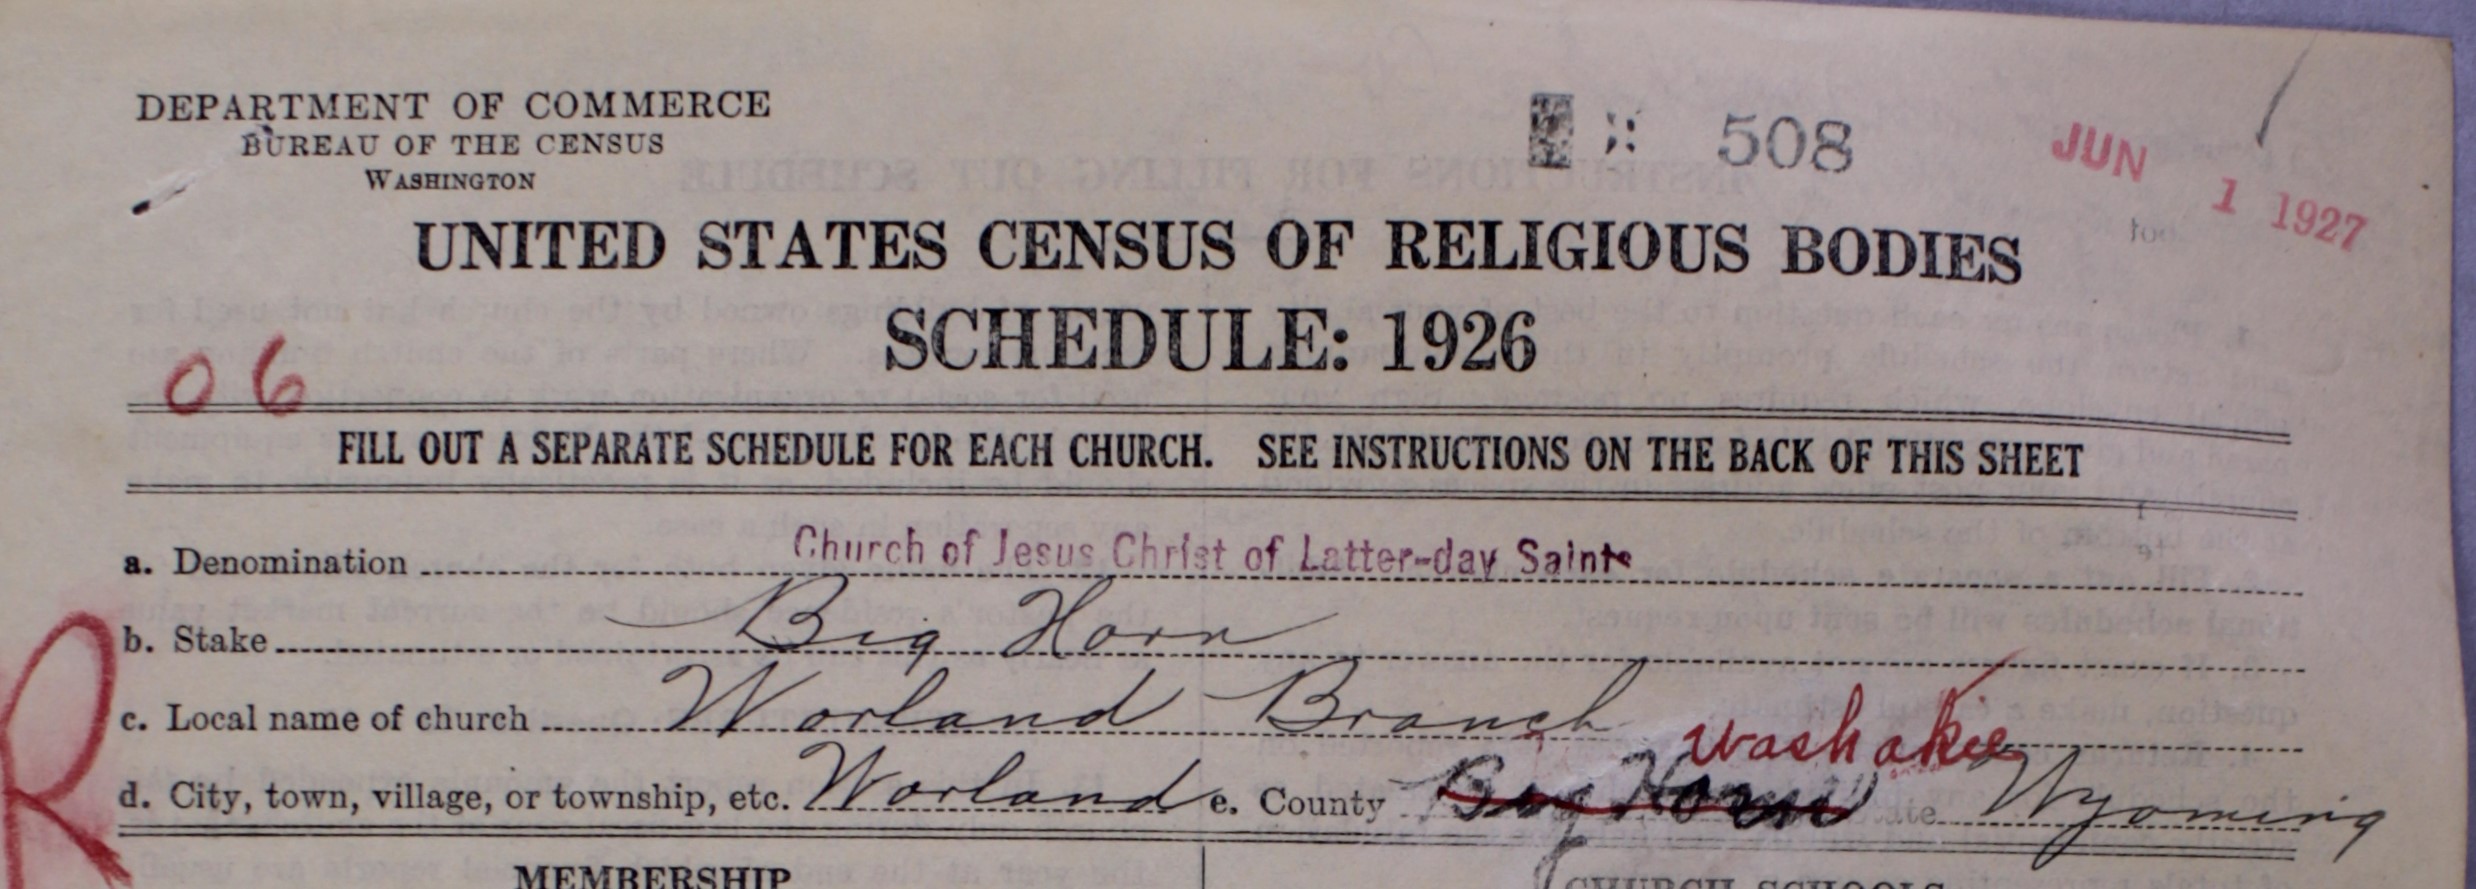 DEPARTMENT OF COMMERCE
BUREAU OF THE CENSUS
WASHINGTON
508
JUN 1 1927
UNITED STATES CENSUS OF RELIGIOUS BODIES
SCHEDULE: 1926
06
FILL OUT A SEPARATE SCHEDULE FOR EACH CHURCH. SEE INSTRUCTIONS ON THE BACK OF THIS SHEET
a. Denomination Church of Jesus Christ of Latter-day Saints
b. Stake Big Horn
c. Local name of church Worland Branch
Washakie
d. City, town, village, or township, etc. Worland e. County Big Horn State Wyoming
R
MEMBERSHIP
CHURCH SCHOOLS